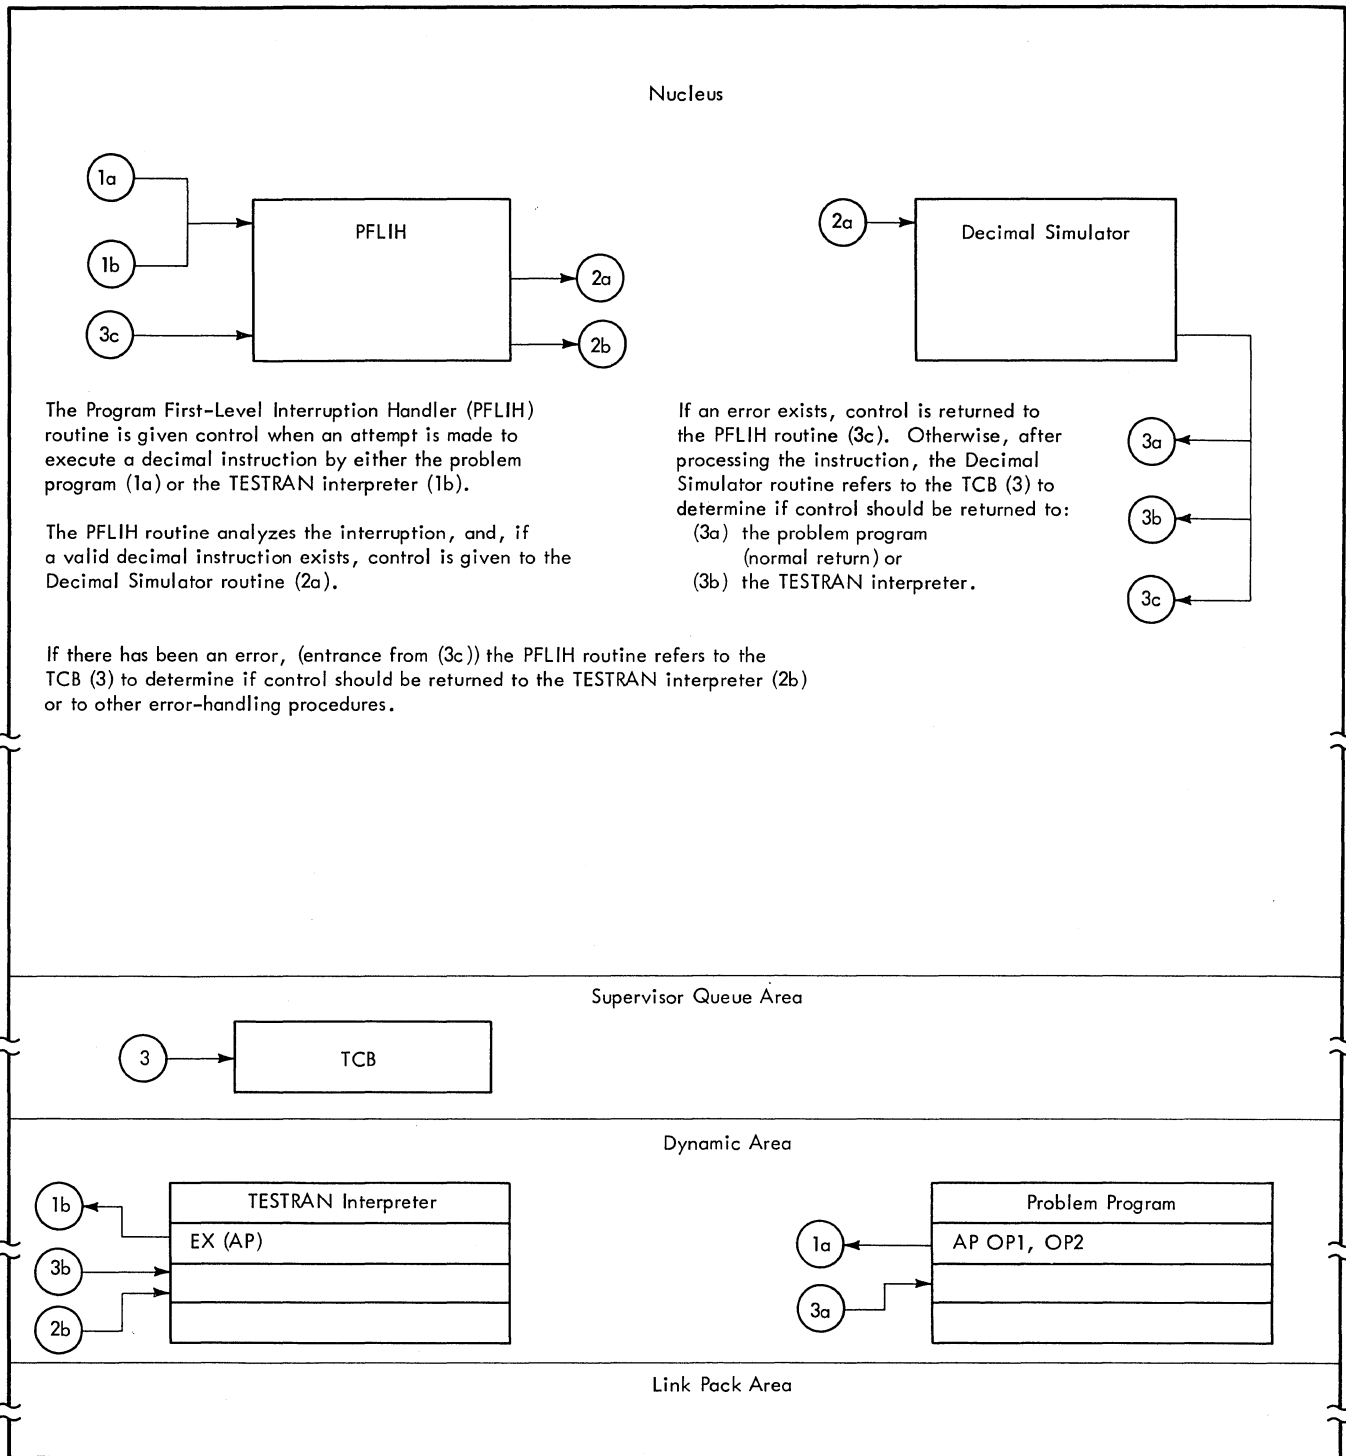 Nucleus
1a
1b
3c
PFLIH
2a
2b
2a
Decimal Simulator
3a
3b
3c
The Program First-Level Interruption Handler (PFLIH)
routine is given control when an attempt is made to
execute a decimal instruction by either the problem
program (1a) or the TESTRAN interpreter (1b).
The PFLIH routine analyzes the interruption, and, if
a valid decimal instruction exists, control is given to the
Decimal Simulator routine (2a).
If an error exists, control is returned to
the PFLIH routine (3c). Otherwise, after
processing the instruction, the Decimal
Simulator routine refers to the TCB (3) to
determine if control should be returned to:
(3a) the problem program
(normal return) or
(3b) the TESTRAN interpreter.
If there has been an error, (entrance from (3c)) the PFLIH routine refers to the
TCB (3) to determine if control should be returned to the TESTRAN interpreter (2b)
or to other error-handling procedures.
Supervisor Queue Area
3
TCB
Dynamic Area
1b
3b
2b
TESTRAN Interpreter
EX (AP)
1a
3a
Problem Program
AP OP1, OP2
Link Pack Area